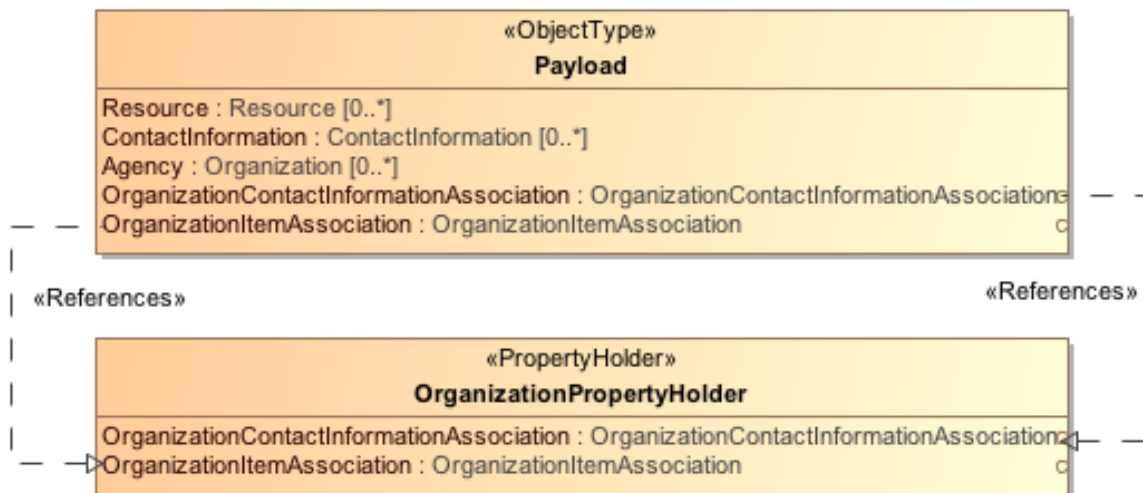 «ObjectType»
Payload
Resource : Resource [0..*]
ContactInformation : ContactInformation [0..*]
Agency : Organization [0..*]
OrganizationContactInformationAssociation : OrganizationContactInformationAssociation
OrganizationItemAssociation : OrganizationItemAssociation
«References»
«References»
«PropertyHolder»
OrganizationPropertyHolder
OrganizationContactInformationAssociation : OrganizationContactInformationAssociation
OrganizationItemAssociation : OrganizationItemAssociation